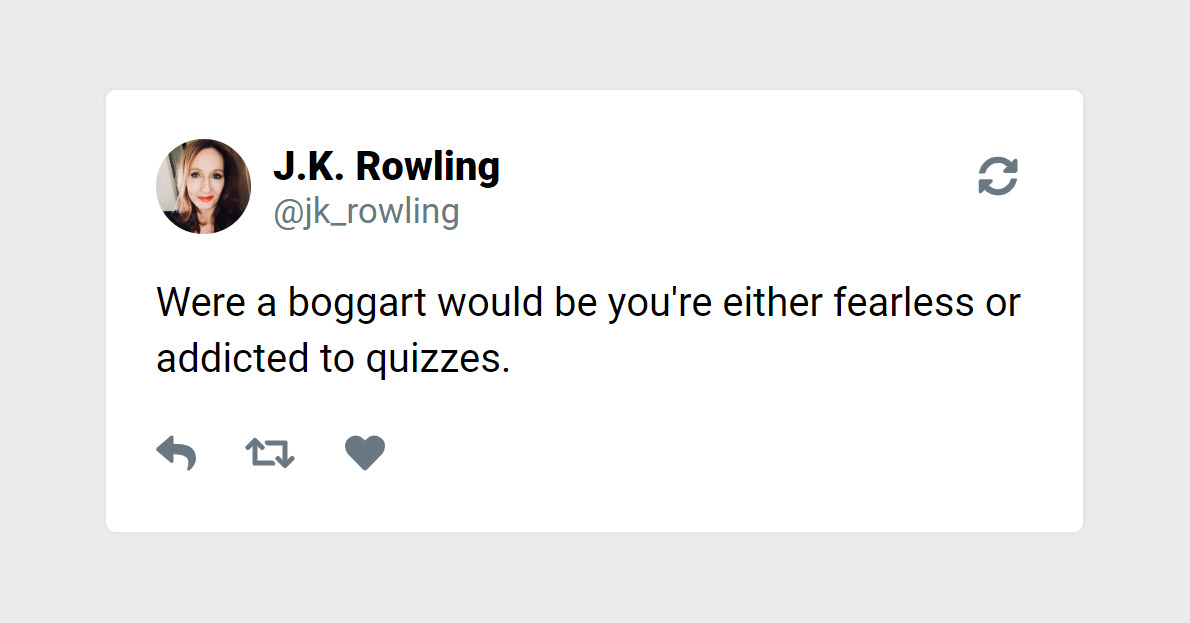 J.K. Rowling
@jk_rowling
Were a boggart would be you're either fearless or
addicted to quizzes.